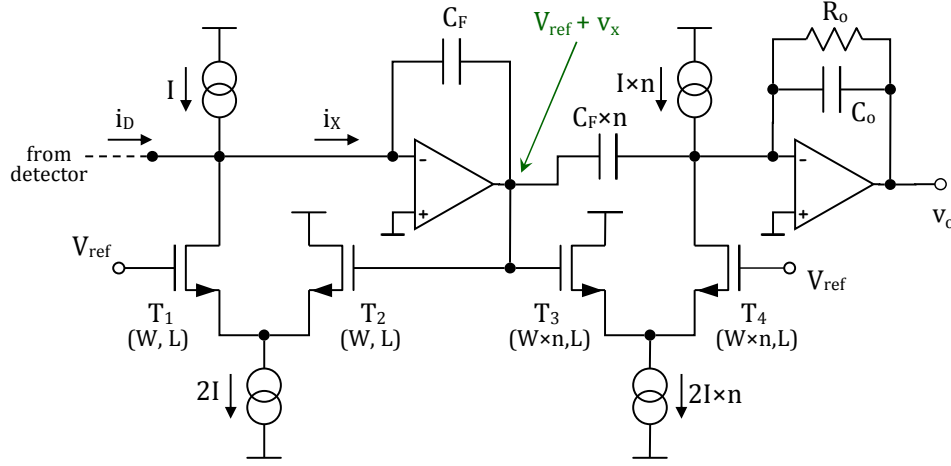 C_F
V_ref + v_x
R_o
I
I×n
C_o
i_D
i_X
C_F×n
from
detector
-
+
-
+
v_o
V_ref
V_ref
T_1
(W, L)
T_2
(W, L)
T_3
(W×n,L)
T_4
(W×n,L)
2I
2I×n